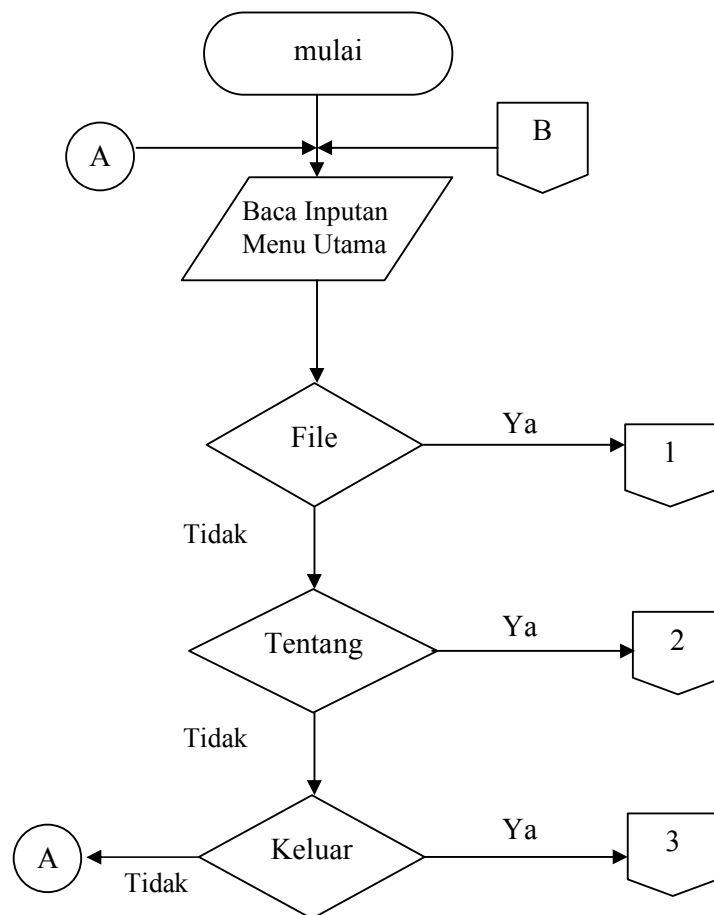 mulai
A
B
Baca Inputan
Menu Utama
File
Ya
1
Tidak
Tentang
Ya
2
Tidak
Keluar
Ya
3
A
Tidak